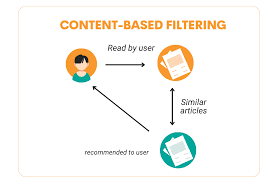 CONTENT-BASED FILTERING
Read by user
Similar
articles
recommended to user